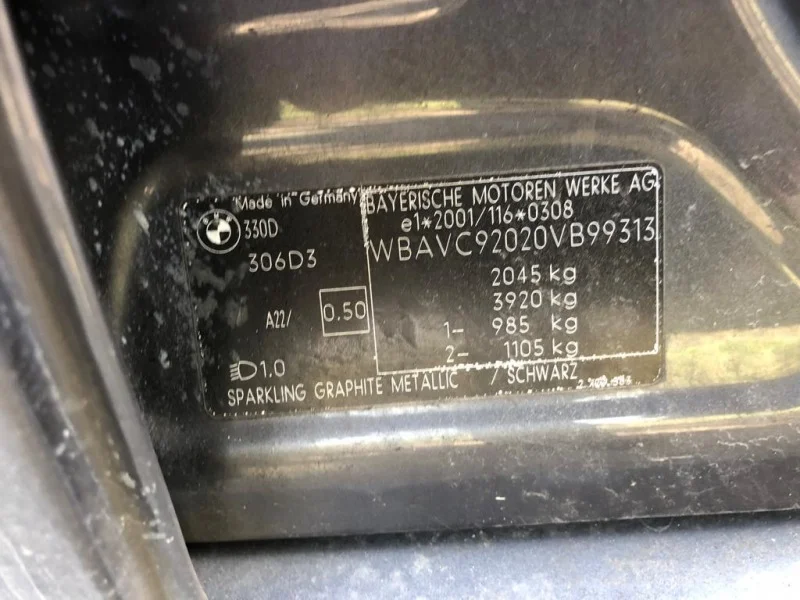 Made in Germany
BMW
330D
306D3
A22/
0.50
1.0
SPARKLING GRAPHITE METALLIC / SCHWARZ
BAYERISCHE MOTOREN WERKE AG
e1*2001/116*0308
WBAVC92020VB99313
2045 kg
3920 kg
1- 985 kg
2- 1105 kg